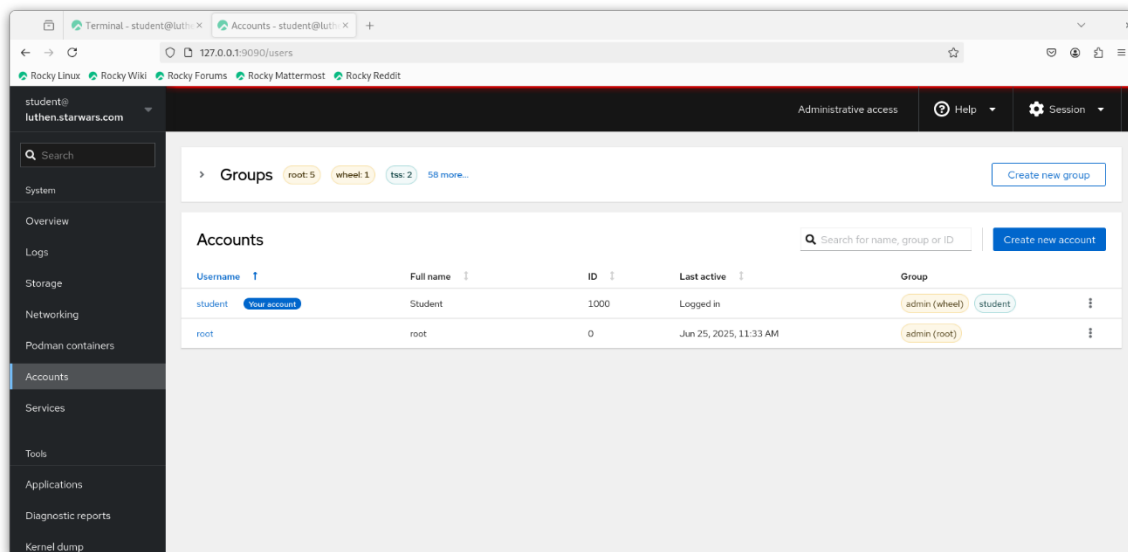 Terminal - student@luthe
Accounts - student@luthe
127.0.0.1:9090/users
Rocky Linux Rocky Wiki Rocky Forums Rocky Mattermost Rocky Reddit
student@
luthen.starwars.com
Administrative access Help Session
Search
System
Overview
Logs
Storage
Networking
Podman containers
Accounts
Services
Tools
Applications
Diagnostic reports
Kernel dump
Groups root: 5 wheel: 1 tss: 2 58 more... Create new group
Accounts Search for name, group or ID Create new account
Username Full name ID Last active Group
student Your account Student 1000 Logged in admin (wheel) student
root root 0 Jun 25, 2025, 11:33 AM admin (root)